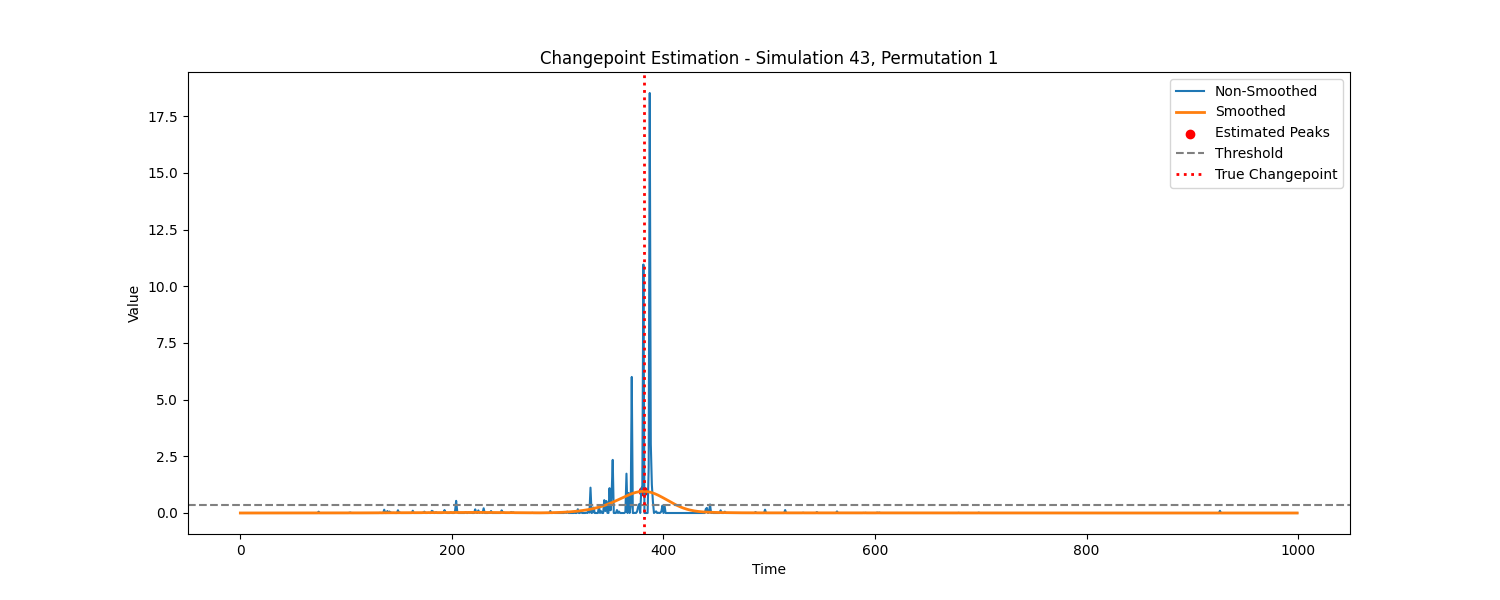 Changepoint Estimation - Simulation 43, Permutation 1
Non-Smoothed
Smoothed
Estimated Peaks
Threshold
True Changepoint
17.5
15.0
12.5
10.0
7.5
5.0
2.5
0.0
Value
0 200 400 600 800 1000
Time